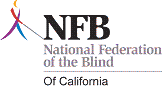 NFB
National Federation
of the Blind
Of California